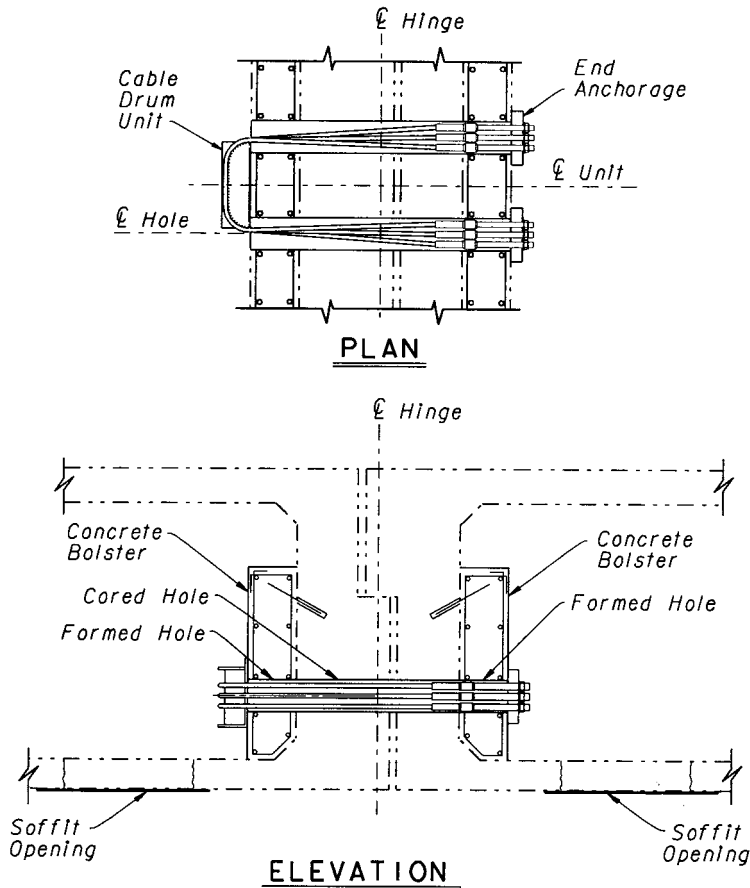 ℄ Hinge
Cable
Drum
Unit
End
Anchorage
℄ Unit
℄ Hole
PLAN
℄ Hinge
Concrete
Bolster
Cored Hole
Formed Hole
Concrete
Bolster
Formed Hole
Soffit
Opening
Soffit
Opening
ELEVATION